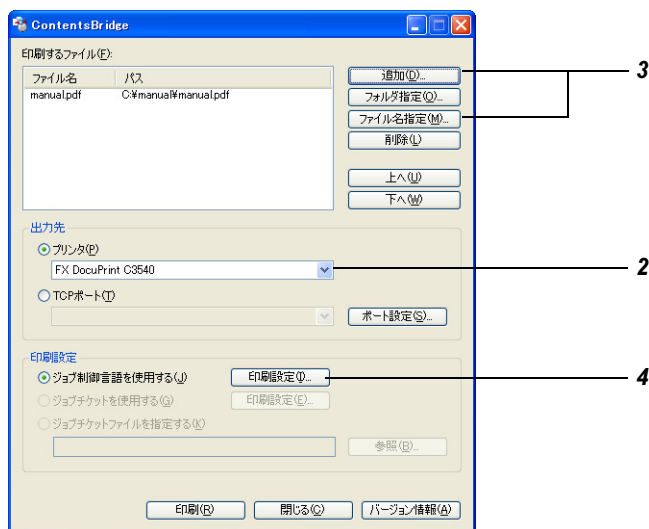 ContentsBridge
印刷するファイル(F):
ファイル名 パス
manual.pdf C:¥manual¥manual.pdf
追加(D)...
フォルダ指定(O)...
ファイル名指定(M)...
削除(L)
上へ(U)
下へ(W)
3
出力先
プリンタ(P)
FX DocuPrint C3540
2
TCPポート(T)
ポート設定(S)...
印刷設定
ジョブ制御言語を使用する(J) 印刷設定(I)...
4
ジョブチケットを使用する(G) 印刷設定(E)...
ジョブチケットファイルを指定する(K)
参照(B)...
印刷(R) 閉じる(C) バージョン情報(A)